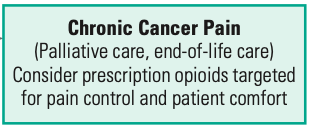 Chronic Cancer Pain
(Palliative care, end-of-life care)
Consider prescription opioids targeted
for pain control and patient comfort